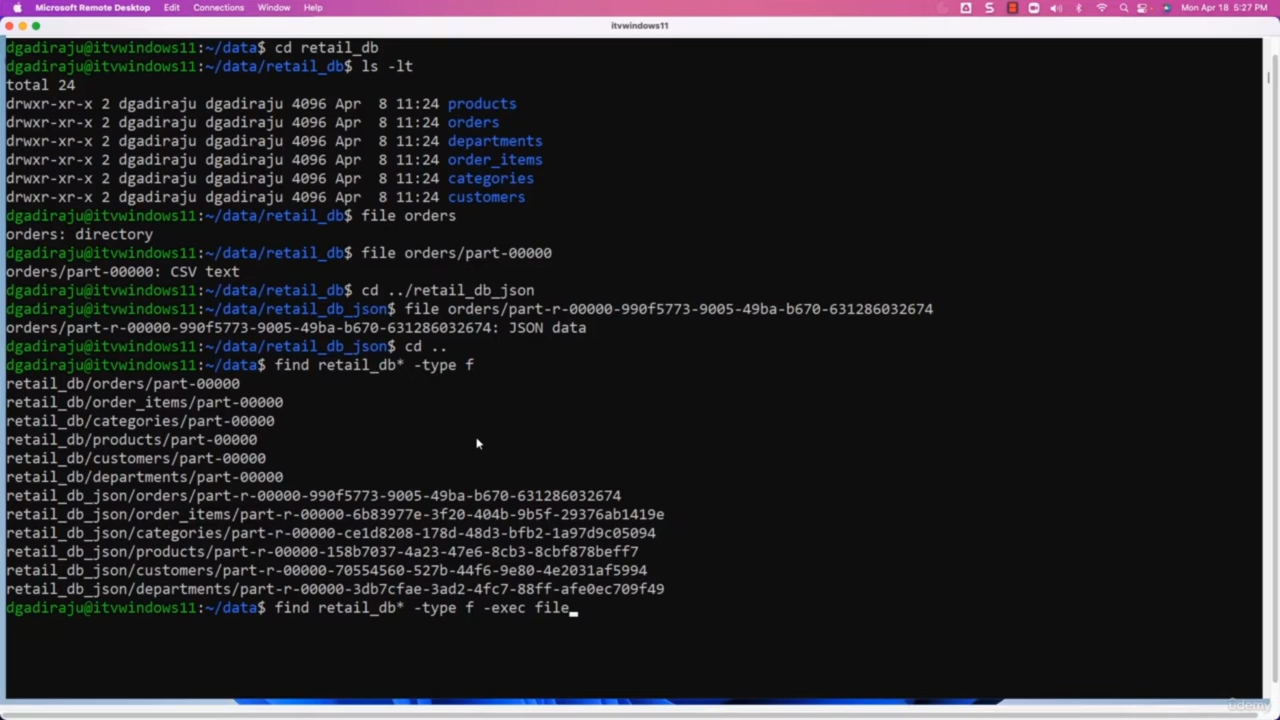 Microsoft Remote Desktop Edit Connections Window Help Mon Apr 18 5:27 PM
itvwindows11
dgadiraju@itvwindows11:~/data$ cd retail_db
dgadiraju@itvwindows11:~/data/retail_db$ ls -lt
total 24
drwxr-xr-x 2 dgadiraju dgadiraju 4096 Apr  8 11:24 products
drwxr-xr-x 2 dgadiraju dgadiraju 4096 Apr  8 11:24 orders
drwxr-xr-x 2 dgadiraju dgadiraju 4096 Apr  8 11:24 departments
drwxr-xr-x 2 dgadiraju dgadiraju 4096 Apr  8 11:24 order_items
drwxr-xr-x 2 dgadiraju dgadiraju 4096 Apr  8 11:24 categories
drwxr-xr-x 2 dgadiraju dgadiraju 4096 Apr  8 11:24 customers
dgadiraju@itvwindows11:~/data/retail_db$ file orders
orders: directory
dgadiraju@itvwindows11:~/data/retail_db$ file orders/part-00000
orders/part-00000: CSV text
dgadiraju@itvwindows11:~/data/retail_db$ cd ../retail_db_json
dgadiraju@itvwindows11:~/data/retail_db_json$ file orders/part-r-00000-990f5773-9005-49ba-b670-631286032674
orders/part-r-00000-990f5773-9005-49ba-b670-631286032674: JSON data
dgadiraju@itvwindows11:~/data/retail_db_json$ cd ..
dgadiraju@itvwindows11:~/data$ find retail_db* -type f
retail_db/orders/part-00000
retail_db/order_items/part-00000
retail_db/categories/part-00000
retail_db/products/part-00000
retail_db/customers/part-00000
retail_db/departments/part-00000
retail_db_json/orders/part-r-00000-990f5773-9005-49ba-b670-631286032674
retail_db_json/order_items/part-r-00000-6b83977e-3f20-404b-9b5f-29376ab1419e
retail_db_json/categories/part-r-00000-ce1d8208-178d-48d3-bfb2-1a97d9c05094
retail_db_json/products/part-r-00000-158b7037-4a23-47e6-8cb3-8cbf878beff7
retail_db_json/customers/part-r-00000-70554560-527b-44f6-9e80-4e2031af5994
retail_db_json/departments/part-r-00000-3db7cfae-3ad2-4fc7-88ff-afe0ec709f49
dgadiraju@itvwindows11:~/data$ find retail_db* -type f -exec file
ûdemy